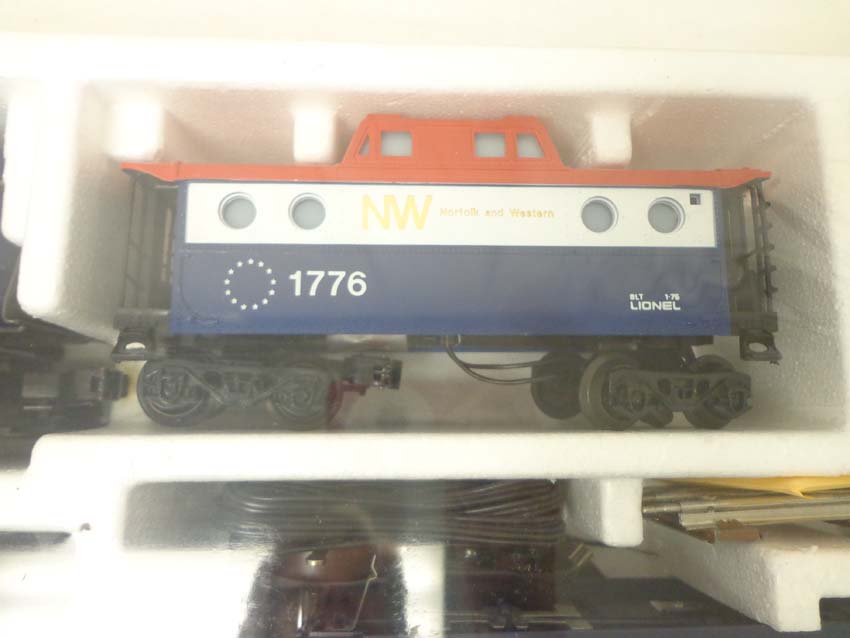 NW Norfolk and Western
1776
BLT 1-76
LIONEL